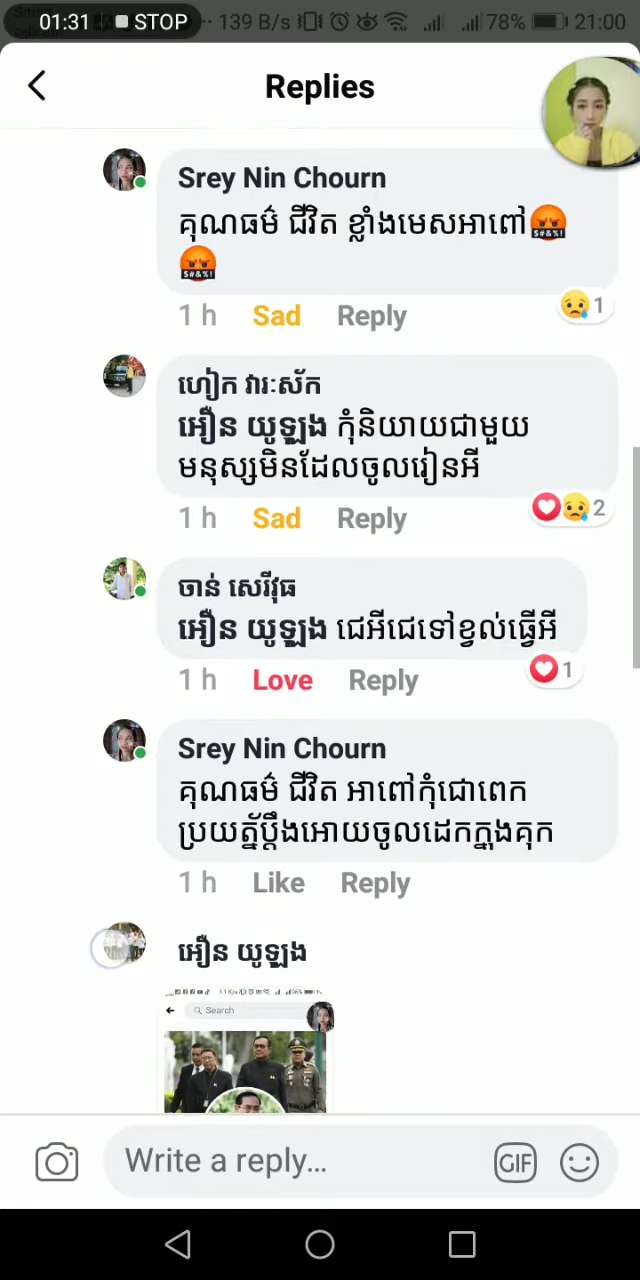 01:31 STOP 139 B/s 78% 21:00
Replies
Srey Nin Chourn
គុណធម៌ ជីវិត ខ្លាំងមេសអាពៅ
1 h Sad Reply 1
ហៀក វារៈស័ក
អឿន យូឡុង កុំនិយាយជាមួយ
មនុស្សមិនដែលចូលរៀនអី
1 h Sad Reply 2
ចាន់ សេរីវុធ
អឿន យូឡុង ជេអីជេទៅខ្វល់ធ្វើអី
1 h Love Reply 1
Srey Nin Chourn
គុណធម៌ ជីវិត អាពៅកុំជោពេក
ប្រយត្ន័ប្តឹងអោយចូលដេកក្នុងគុក
1 h Like Reply
អឿន យូឡុង
Search
Write a reply...
GIF